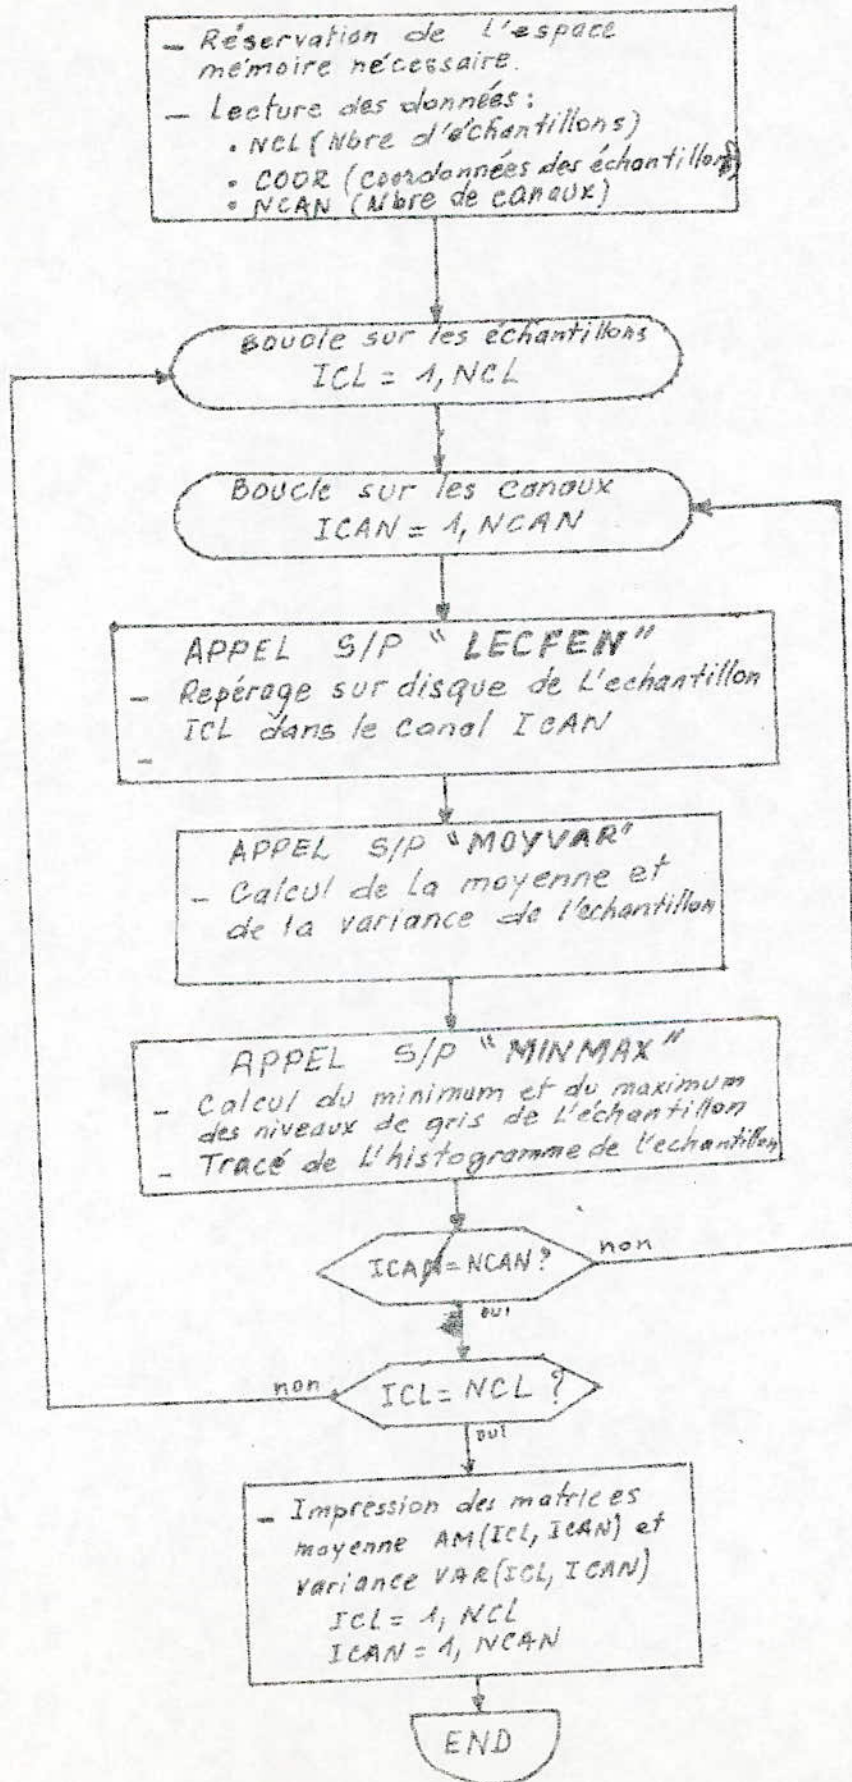 - Réservation de l'espace
mémoire nécessaire.
- Lecture des données :
• NCL (Nbre d'échantillons)
• COOR (coordonnées des échantillons)
• NCAN (Nbre de canaux)
Boucle sur les échantillons
ICL = 1, NCL
Boucle sur les canaux
ICAN = 1, NCAN
APPEL S/P "LECFEN"
- Repérage sur disque de l'echantillon
ICL dans le canal ICAN
-
APPEL S/P "MOYVAR"
- Calcul de la moyenne et
de la variance de l'echantillon
APPEL S/P "MINMAX"
- Calcul du minimum et du maximum
des niveaux de gris de l'échantillon
- Tracé de l'histogramme de l'echantillon
ICAN = NCAN ?
non
oui
non
ICL = NCL ?
oui
- Impression des matrices
moyenne AM(ICL, ICAN) et
variance VAR(ICL, ICAN)
ICL = 1, NCL
ICAN = 1, NCAN
END